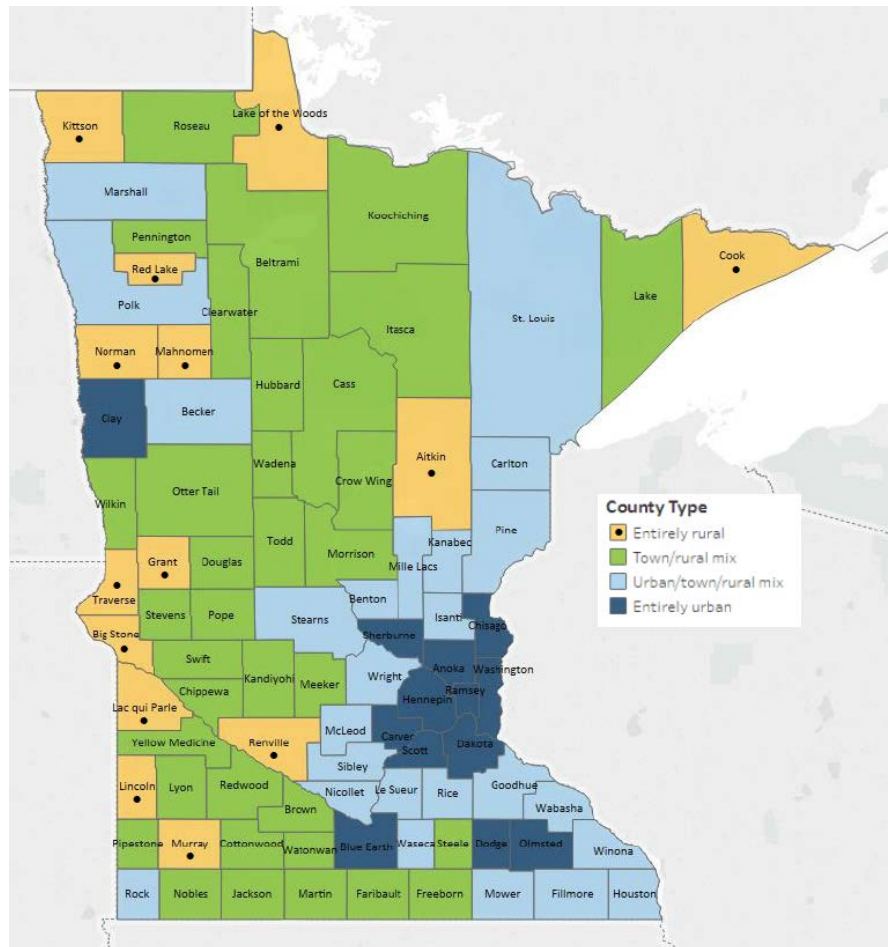 Lake of the Woods
Kittson
Roseau
Marshall
Koochiching
Pennington
Cook
Beltrami
Red Lake
Lake
Polk
Clearwater
St. Louis
Itasca
Norman
Mahnomen
Hubbard
Cass
Clay
Becker
Aitkin
Carlton
Wadena
Crow Wing
Otter Tail
Wilkin
Pine
Todd
Kanabec
Morrison
Grant
Douglas
Mille Lacs
Traverse
Benton
Stevens
Pope
Stearns
Isanti
Chisago
Big Stone
Sherburne
Swift
Anoka
Washington
Kandiyohi
Wright
Meeker
Ramsey
Chippewa
Hennepin
Lac qui Parle
Carver
McLeod
Renville
Dakota
Yellow Medicine
Scott
Sibley
Lincoln
Lyon
Redwood
Nicollet
Le Sueur
Rice
Goodhue
Brown
Wabasha
Pipestone
Murray
Cottonwood
Watonwan
Blue Earth
Waseca
Steele
Dodge
Olmsted
Winona
Rock
Nobles
Jackson
Martin
Faribault
Freeborn
Mower
Fillmore
Houston
County Type
Entirely rural
Town/rural mix
Urban/town/rural mix
Entirely urban